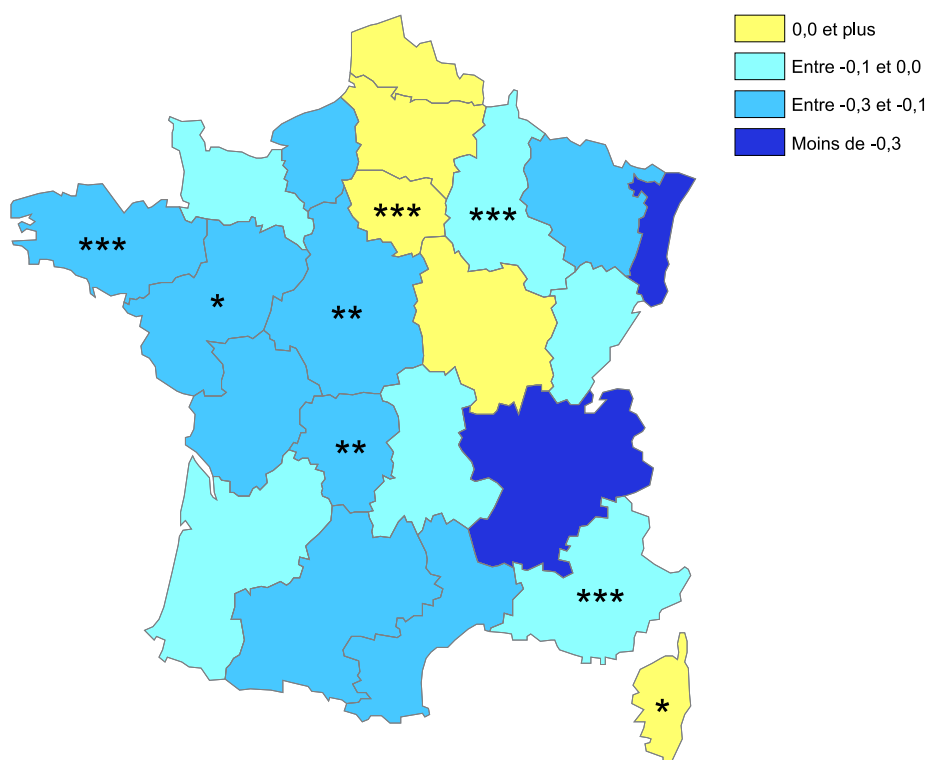 0,0 et plus
Entre -0,1 et 0,0
Entre -0,3 et -0,1
Moins de -0,3
***
***
***
*
**
**
***
*